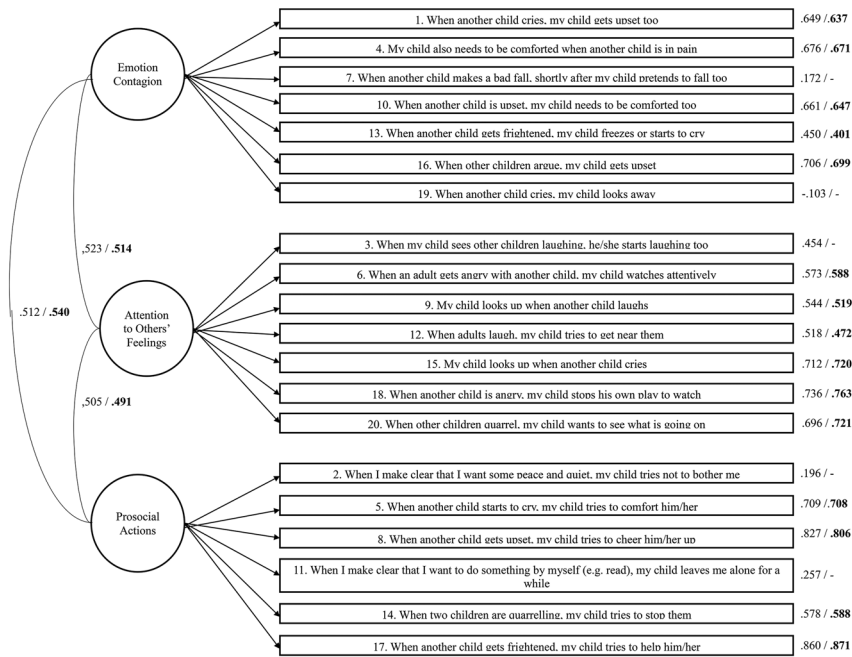 1. When another child cries, my child gets upset too .649 /.637
4. My child also needs to be comforted when another child is in pain .676 /.671
7. When another child makes a bad fall, shortly after my child pretends to fall too .172 / -
10. When another child is upset, my child needs to be comforted too .661 /.647
13. When another child gets frightened, my child freezes or starts to cry .450 /.401
16. When other children argue, my child gets upset .706 /.699
19. When another child cries, my child looks away -.103 / -
Emotion
Contagion
,523 / .514
3. When my child sees other children laughing, he/she starts laughing too .454 / -
6. When an adult gets angry with another child, my child watches attentively .573 /.588
9. My child looks up when another child laughs .544 /.519
12. When adults laugh, my child tries to get near them .518 /.472
15. My child looks up when another child cries .712 /.720
18. When another child is angry, my child stops his own play to watch .736 /.763
20. When other children quarrel, my child wants to see what is going on .696 /.721
Attention
to Others'
Feelings
.512 / .540
,505 / .491
2. When I make clear that I want some peace and quiet, my child tries not to bother me .196 / -
5. When another child starts to cry, my child tries to comfort him/her .709 /.708
8. When another child gets upset, my child tries to cheer him/her up .827 /.806
11. When I make clear that I want to do something by myself (e.g. read), my child leaves me alone for a
while
.257 / -
14. When two children are quarrelling, my child tries to stop them .578 /.588
17. When another child gets frightened, my child tries to help him/her .860 /.871
Prosocial
Actions